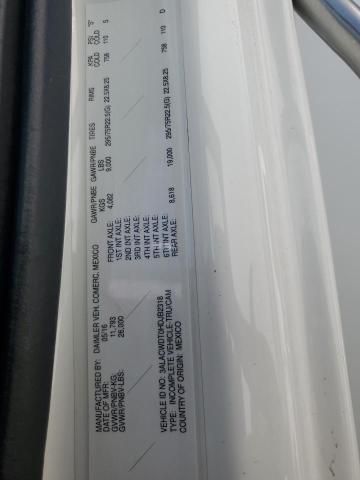 MANUFACTURED BY: DAIMLER VEH. COMERC. MEXICO
DATE OF MFR: 05/16
GVWR/PNBV-KG: 11,793
GVWR/PNBV-LBS: 26,000
GAWR/PNBE GAWR/PNBE TIRES RIMS KPA PSI "S"
KGS LBS COLD COLD
FRONT AXLE: 4,082 9,000 295/75R22.5(G) 22.5X8.25 758 110 S
1ST INT AXLE:
2ND INT AXLE:
3RD INT AXLE:
4TH INT AXLE:
5TH INT AXLE:
6TH INT AXLE:
REAR AXLE: 8,618 19,000 295/75R22.5(G) 22.5X8.25 758 110 D
VEHICLE ID NO.: 3ALACWDT0HDJB2318
TYPE: INCOMPLETE VEHICLE-TRU/CAM
COUNTRY OF ORIGIN: MEXICO